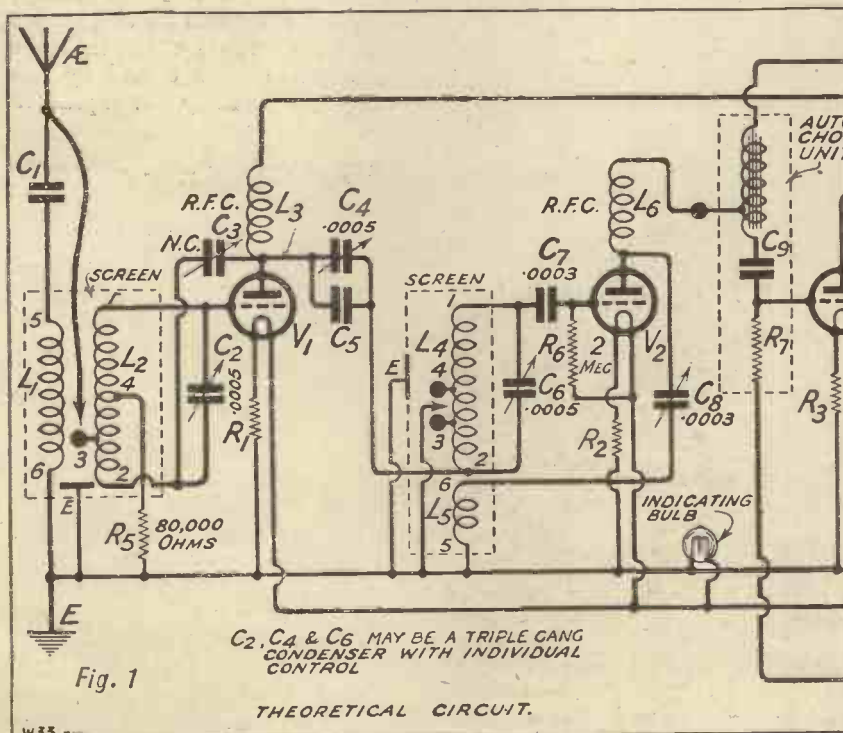 Æ
C1
R.F.C.
L3
C4
.0005
N.C.
C3
SCREEN
5
1
L1
L2
4
3
2
6
E
C2
.0005
V1
R1
C5
R5
80,000
OHMS
E
SCREEN
E
1
L4
4
3
2
6
L5
5
C7
.0003
C6
.0005
R.F.C.
L6
R6
2
MEG
V2
R2
C8
.0003
INDICATING
BULB
UNIT
C9
R7
R3
C2, C4 & C6 MAY BE A TRIPLE GANG
CONDENSER WITH INDIVIDUAL
CONTROL
Fig. 1
THEORETICAL CIRCUIT.